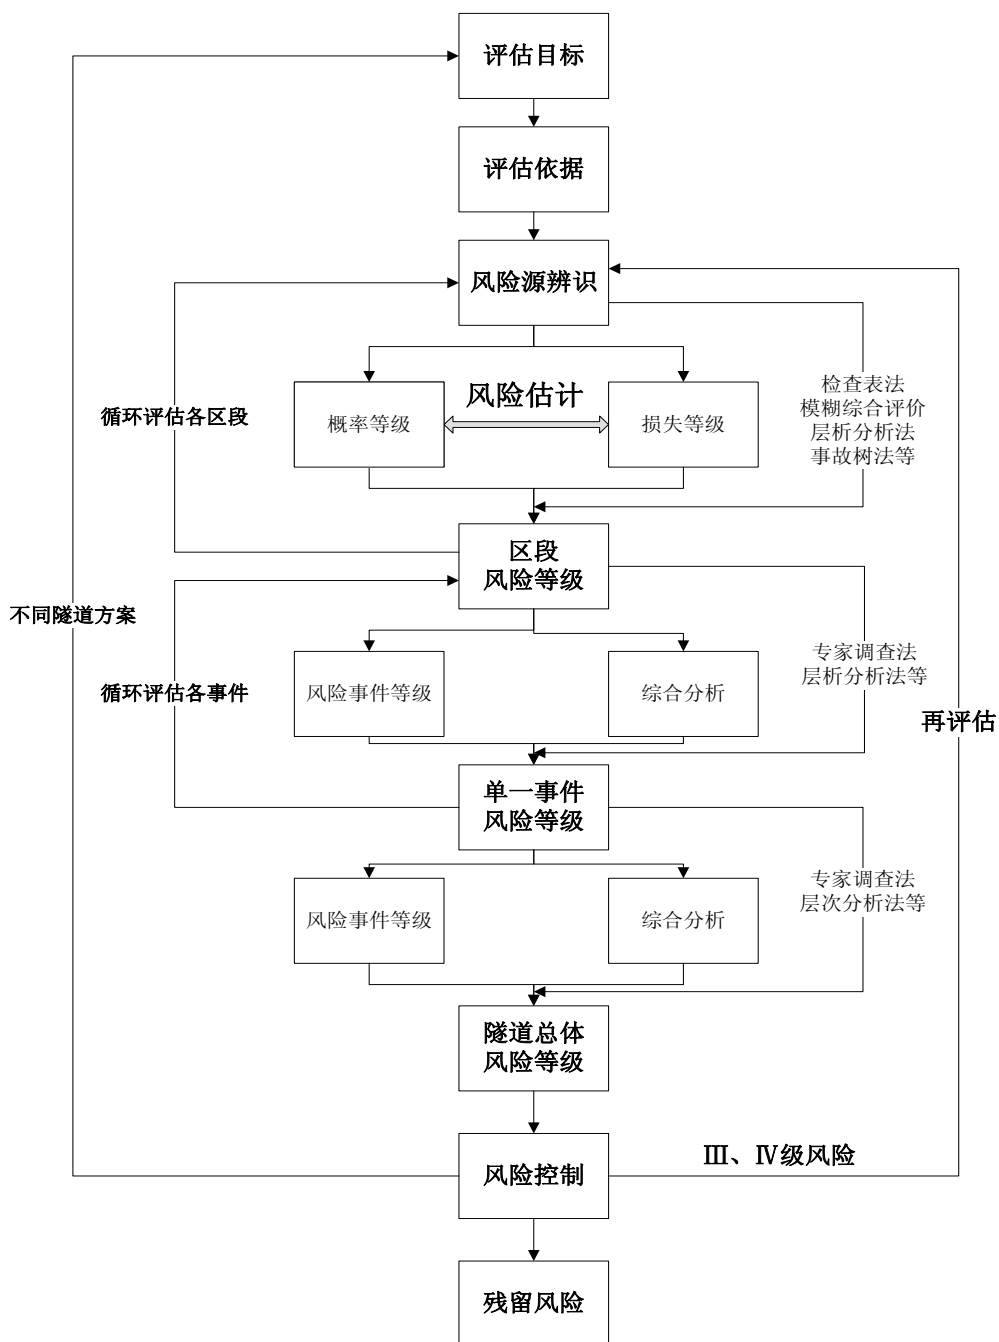 评估目标
评估依据
风险源辨识
循环评估各区段
概率等级
风险估计
损失等级
检查表法
模糊综合评价
层析分析法
事故树法等
区段
风险等级
不同隧道方案
循环评估各事件
风险事件等级
综合分析
专家调查法
层析分析法等
再评估
单一事件
风险等级
风险事件等级
综合分析
专家调查法
层次分析法等
隧道总体
风险等级
风险控制
Ⅲ、Ⅳ级风险
残留风险